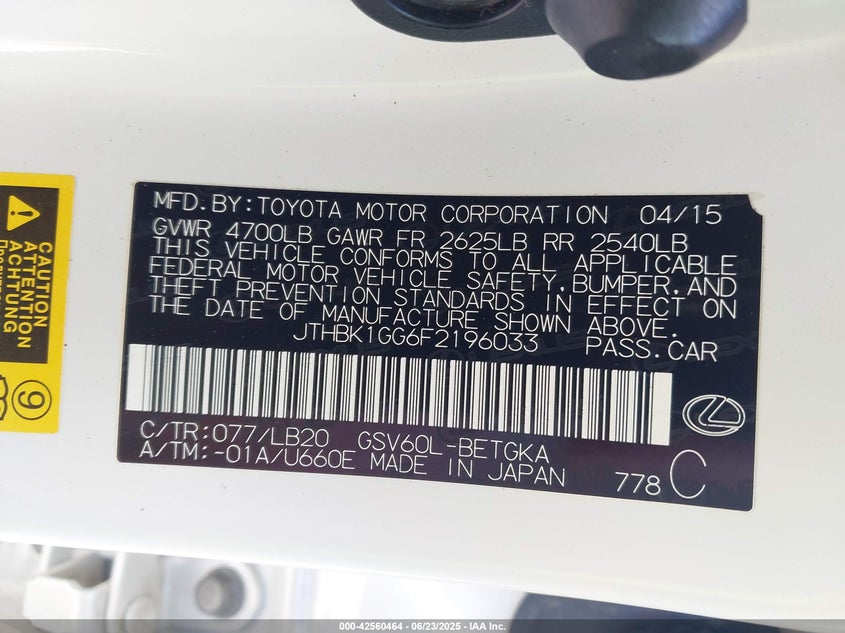 MFD.BY:TOYOTA MOTOR CORPORATION 04/15
GVWR 4700LB GAWR FR 2625LB RR 2540LB
THIS VEHICLE CONFORMS TO ALL APPLICABLE
FEDERAL MOTOR VEHICLE SAFETY,BUMPER,AND
THEFT PREVENTION STANDARDS IN EFFECT ON
THE DATE OF MANUFACTURE SHOWN ABOVE.
JTHBK1GG6F2196033 PASS.CAR
C/TR:077/LB20 GSV60L-BETGKA
A/TM:-01A/U660E MADE IN JAPAN
778 C
CAUTION
ATTENTION
ACHTUNG
9
000-42560464 - 06/23/2025 - IAA Inc.